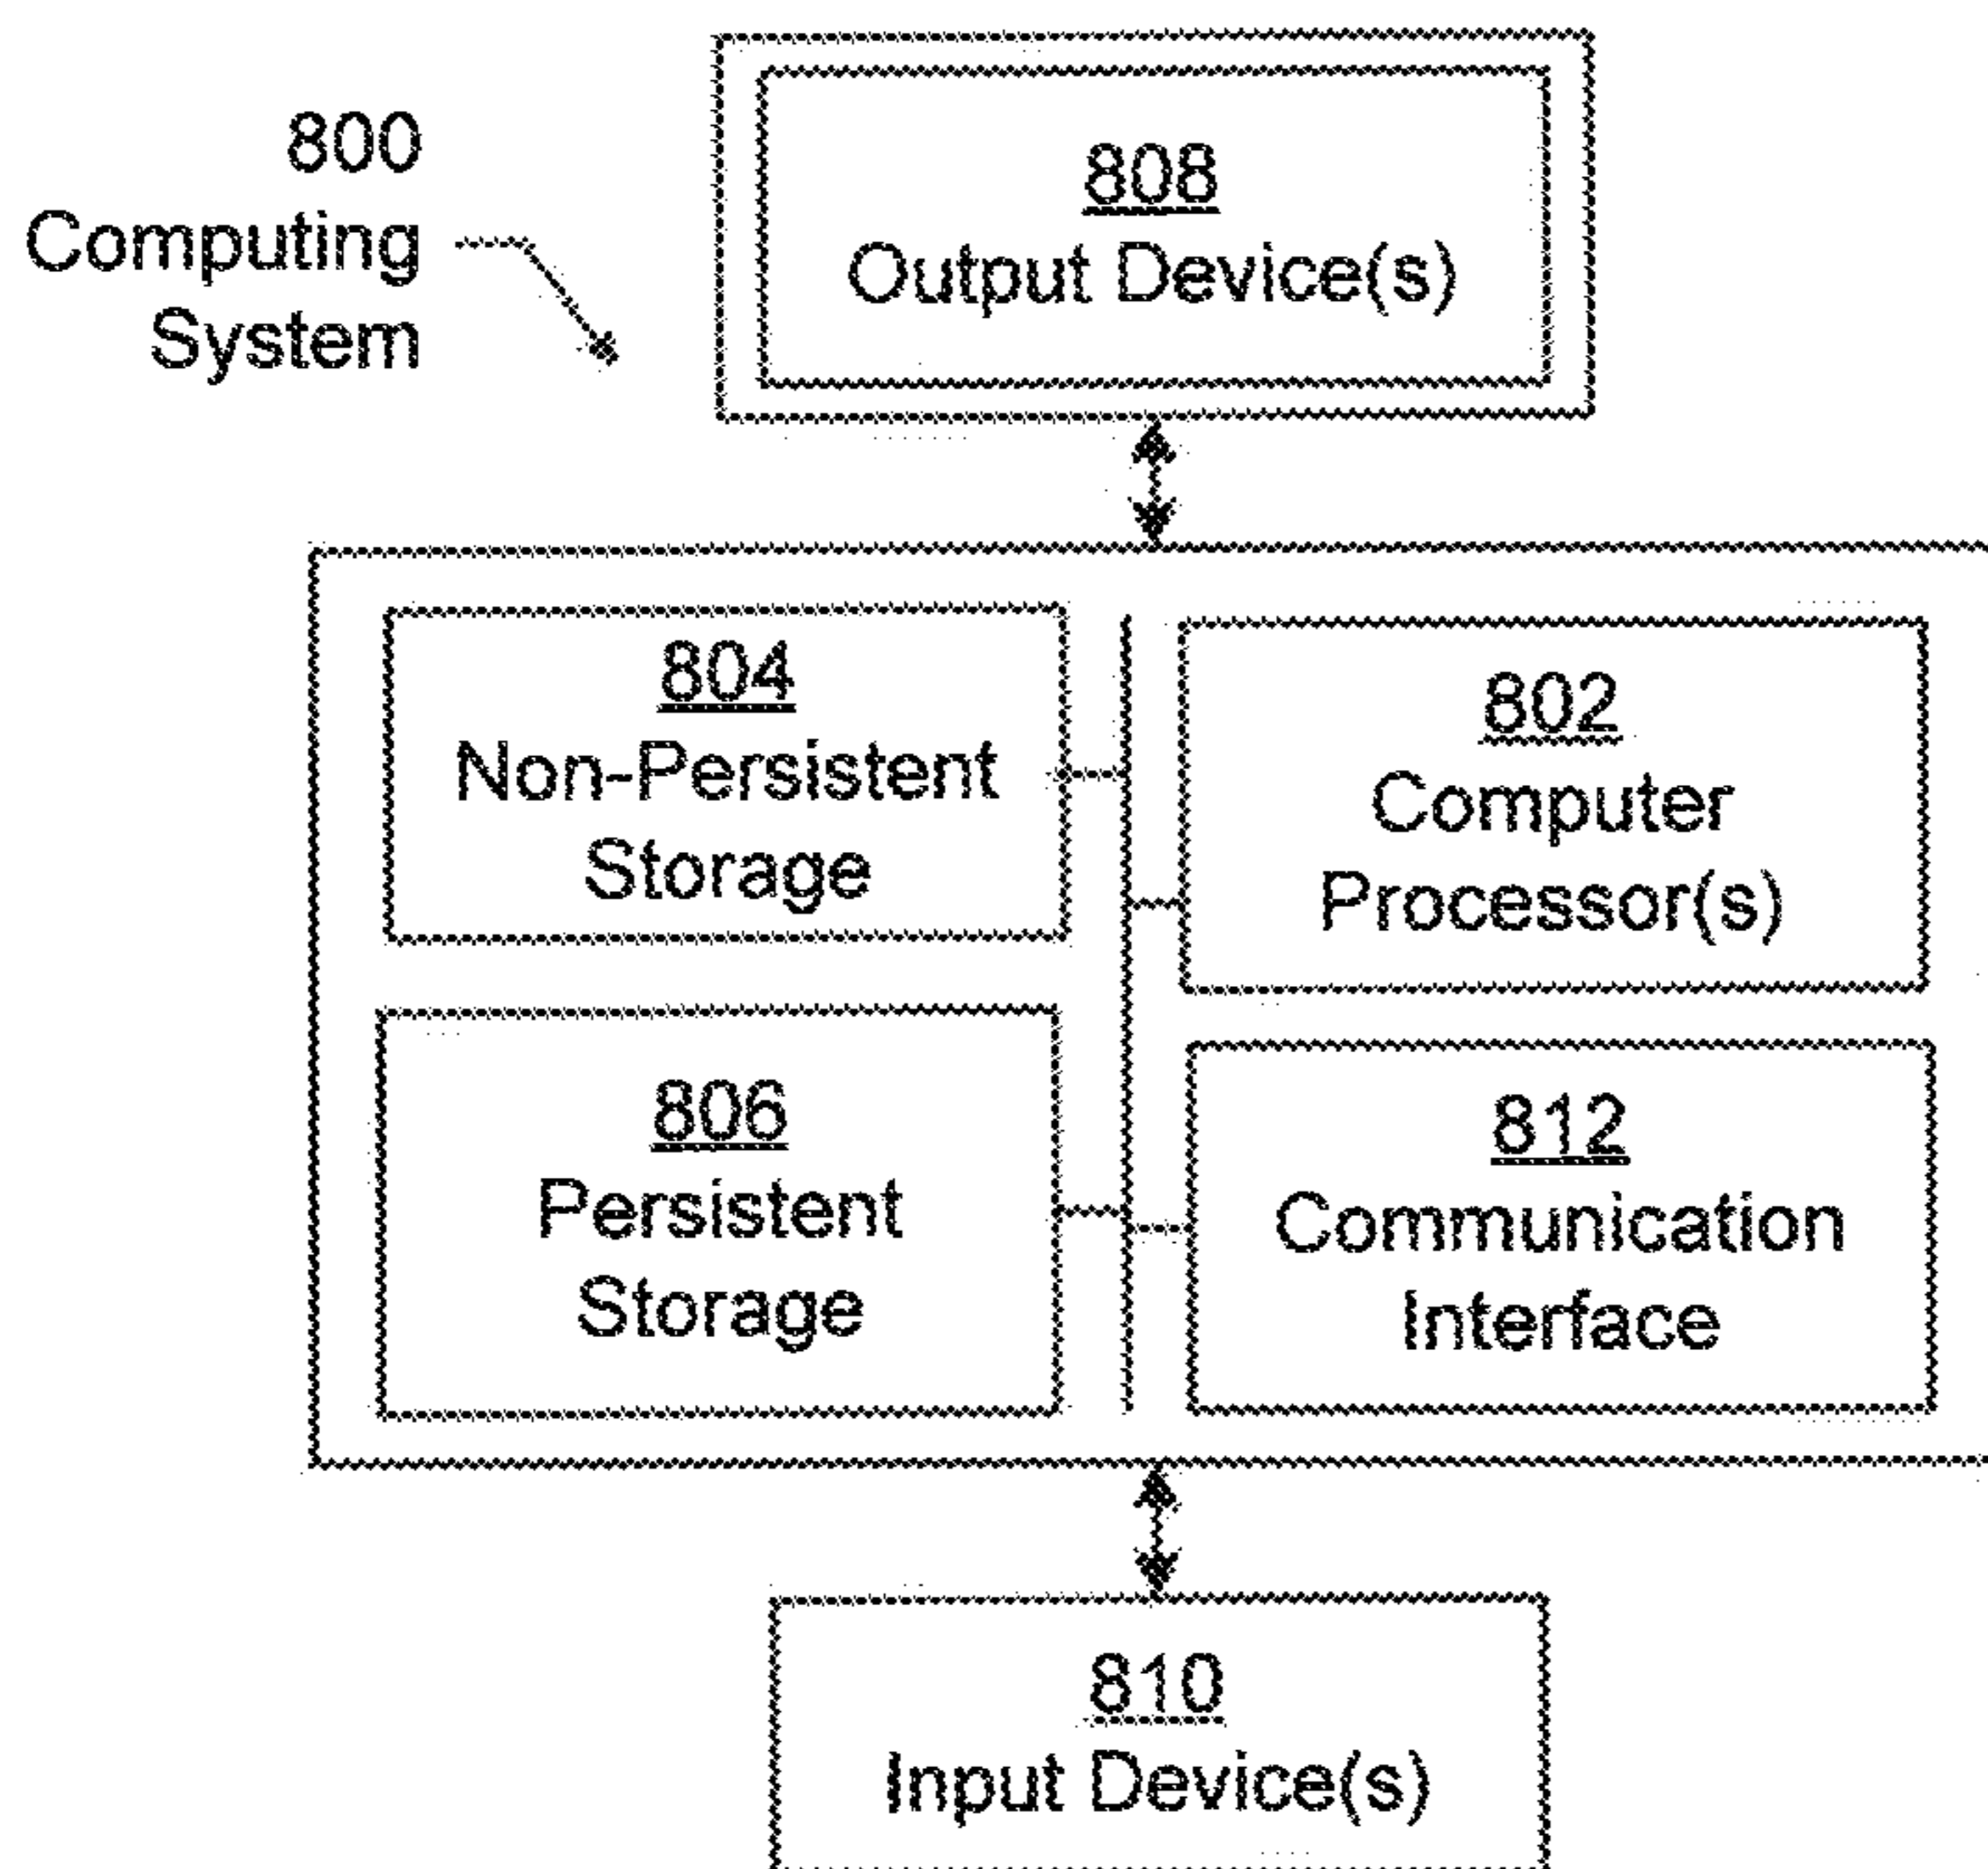 800
Computing
System
808
Output Device(s)
804
Non-Persistent
Storage
802
Computer
Processor(s)
806
Persistent
Storage
812
Communication
Interface
810
Input Device(s)